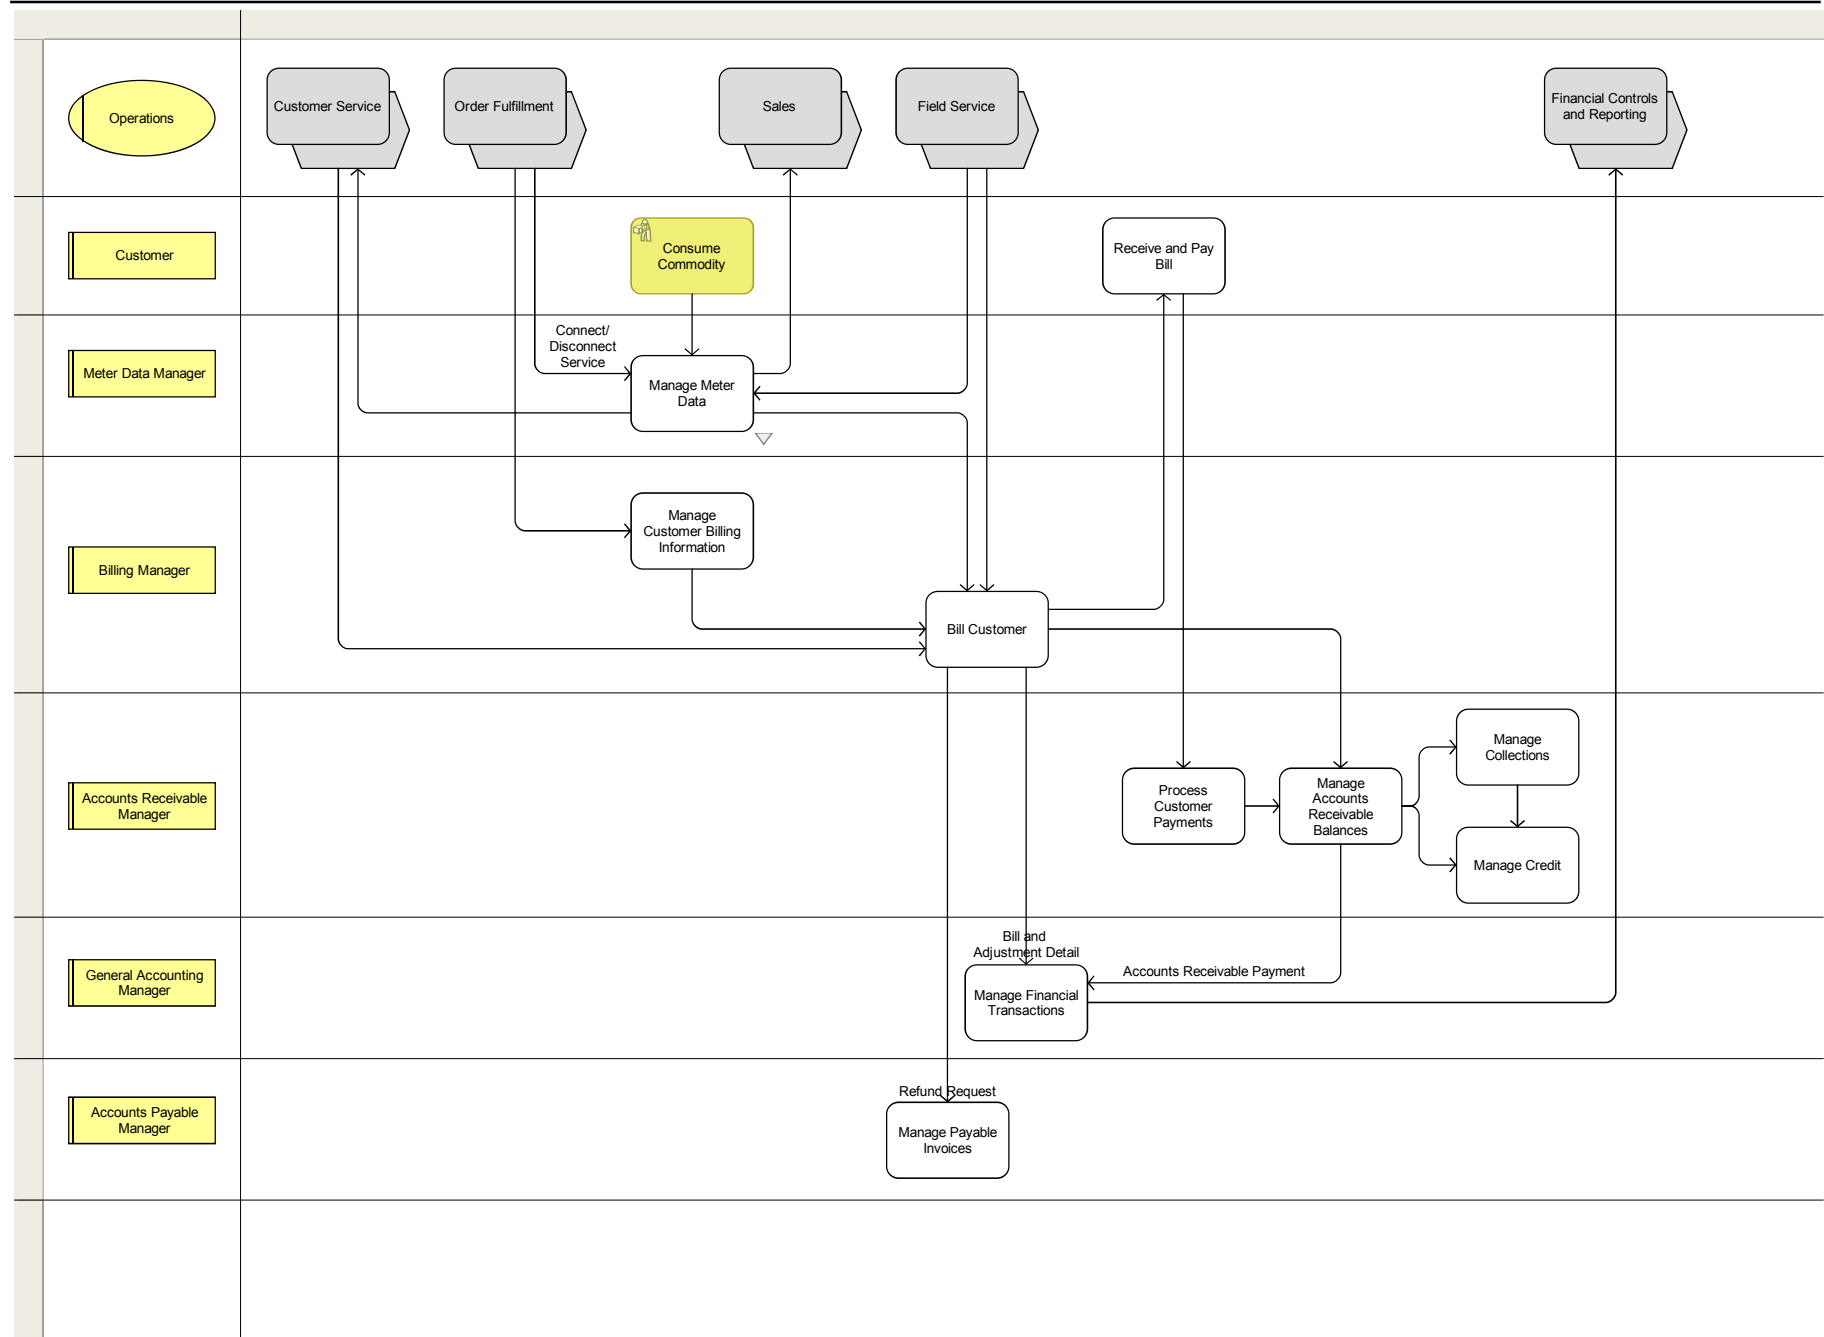 Operations
Customer Service
Order Fulfillment
Sales
Field Service
Financial Controls
and Reporting
Customer
Consume
Commodity
Receive and Pay
Bill
Meter Data Manager
Connect/
Disconnect
Service
Manage Meter
Data
Billing Manager
Manage
Customer Billing
Information
Bill Customer
Accounts Receivable
Manager
Process
Customer
Payments
Manage
Accounts
Receivable
Balances
Manage
Collections
Manage Credit
General Accounting
Manager
Bill and
Adjustment Detail
Accounts Receivable Payment
Manage Financial
Transactions
Accounts Payable
Manager
Refund Request
Manage Payable
Invoices